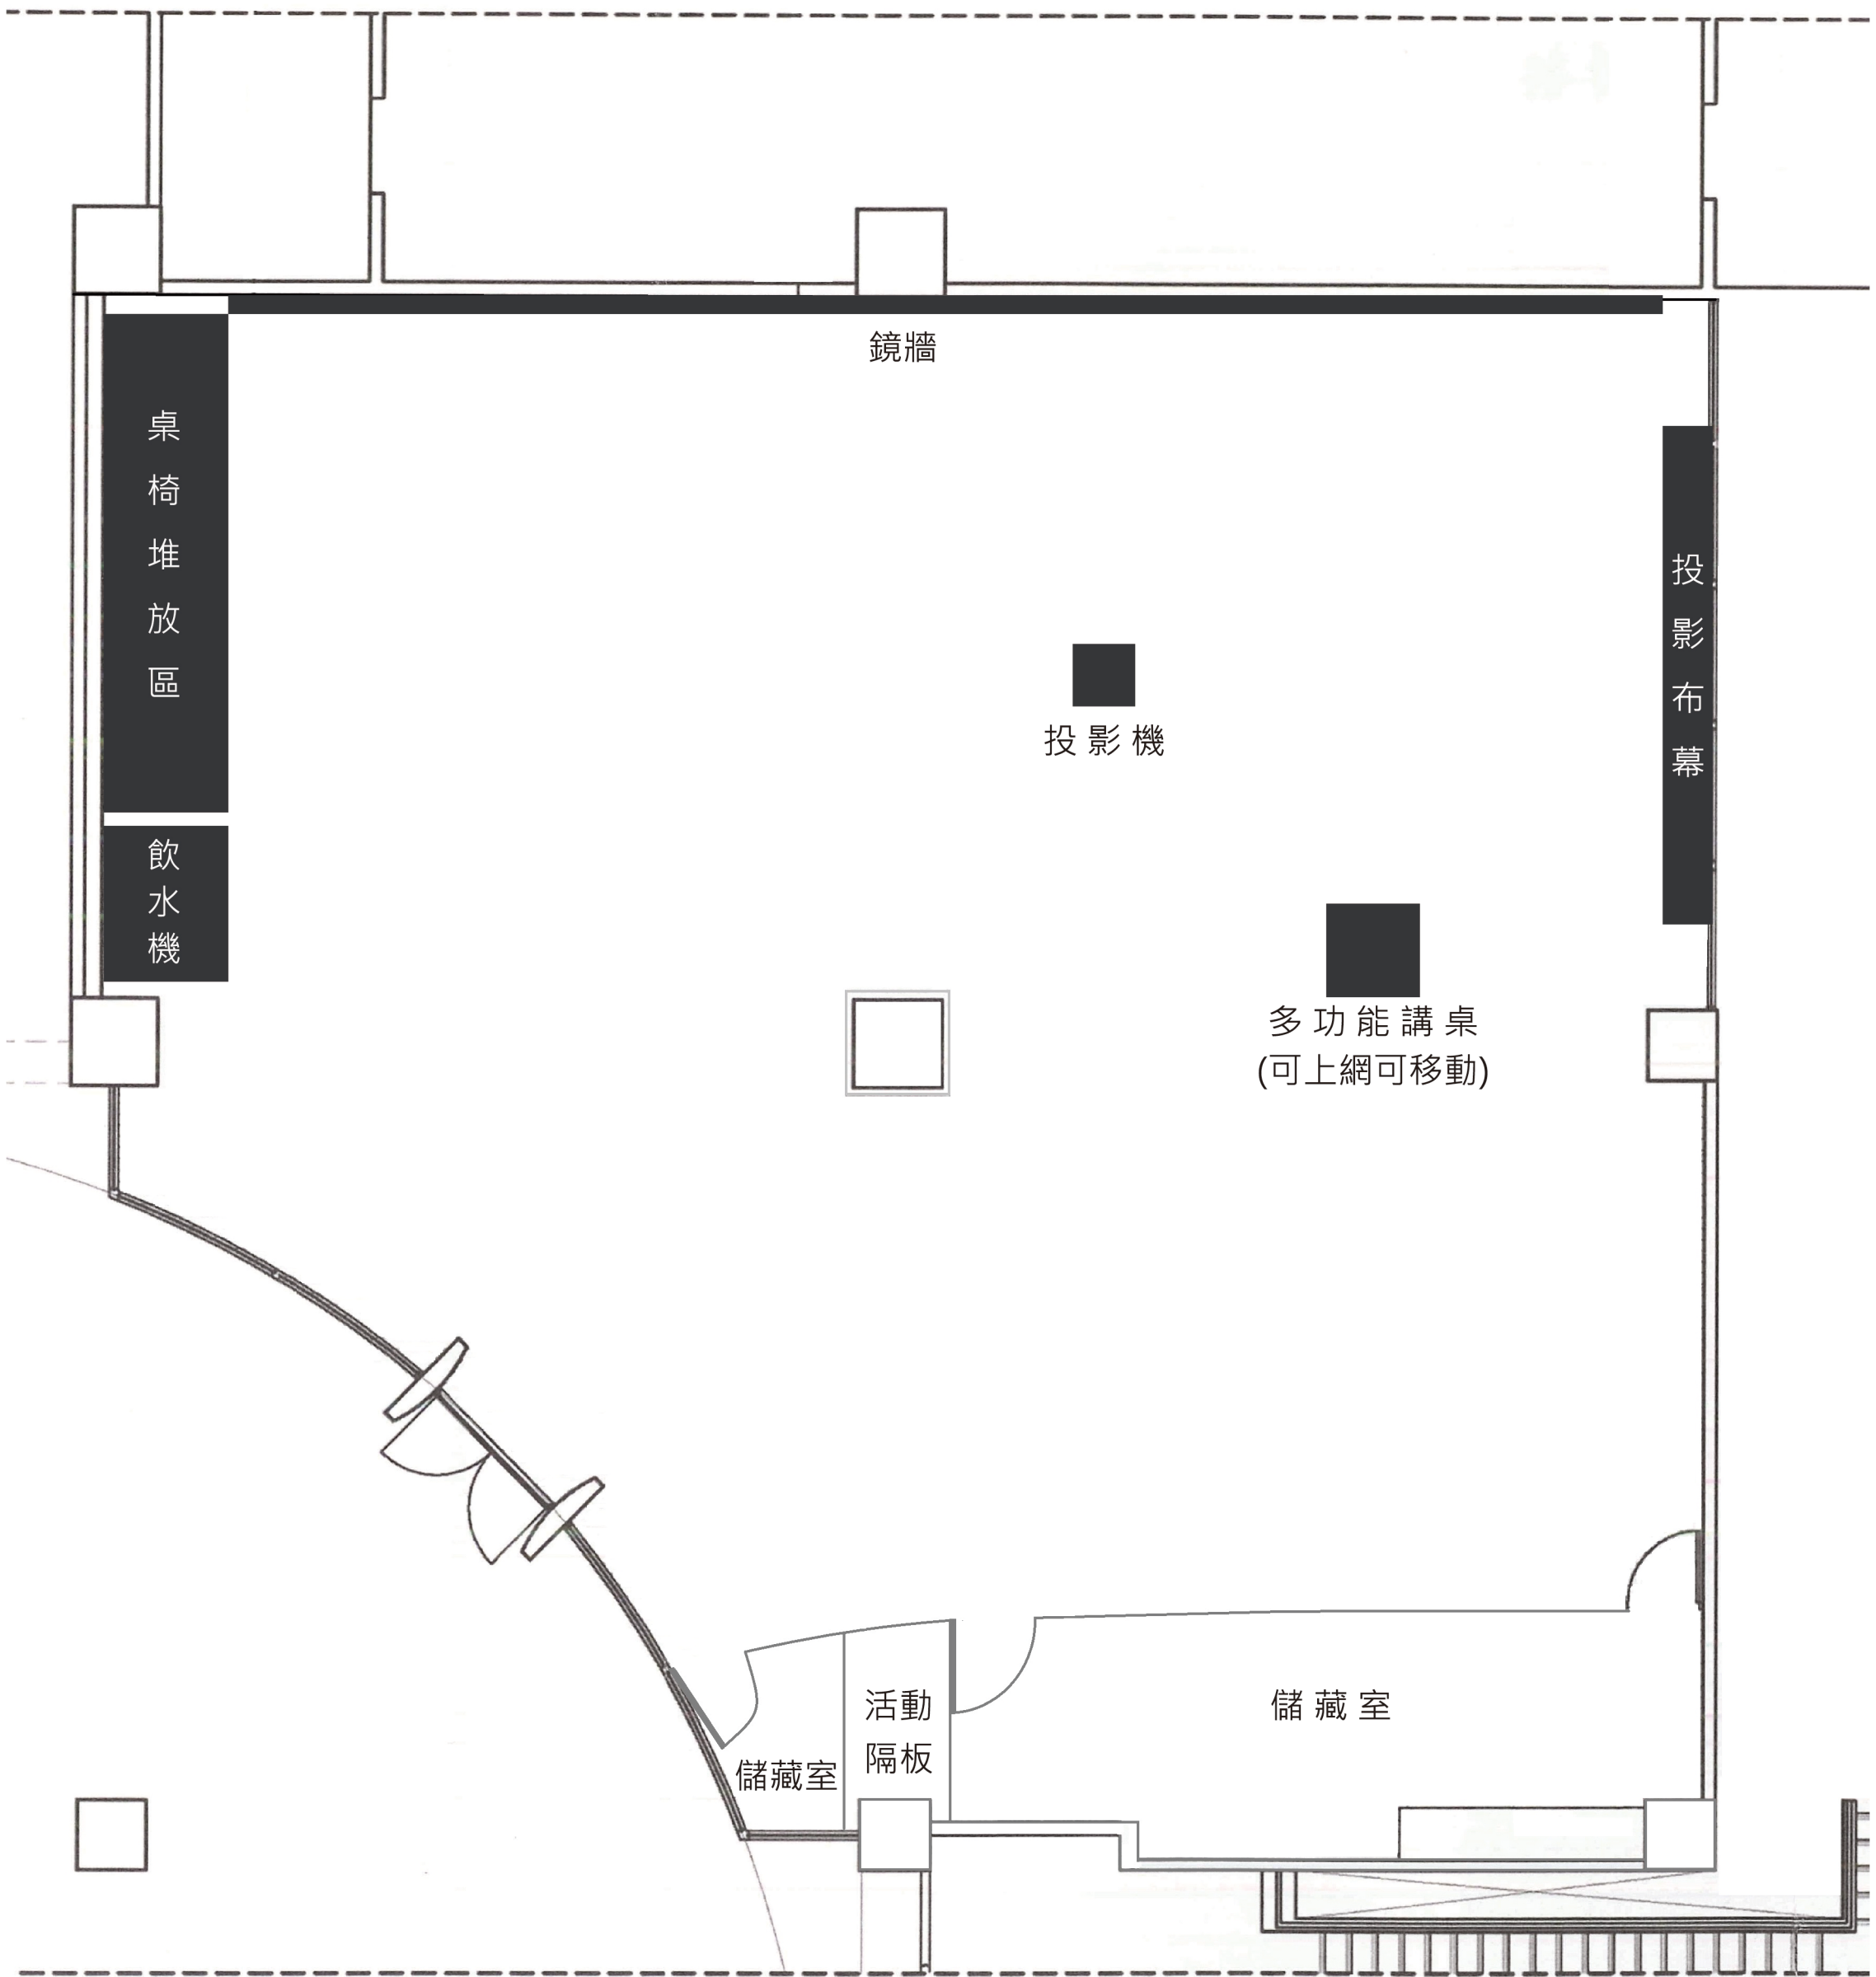 鏡牆
桌椅堆放區
投影布幕
投影機
飲水機
多功能講桌
(可上網可移動)
活動
隔板
儲藏室
儲藏室